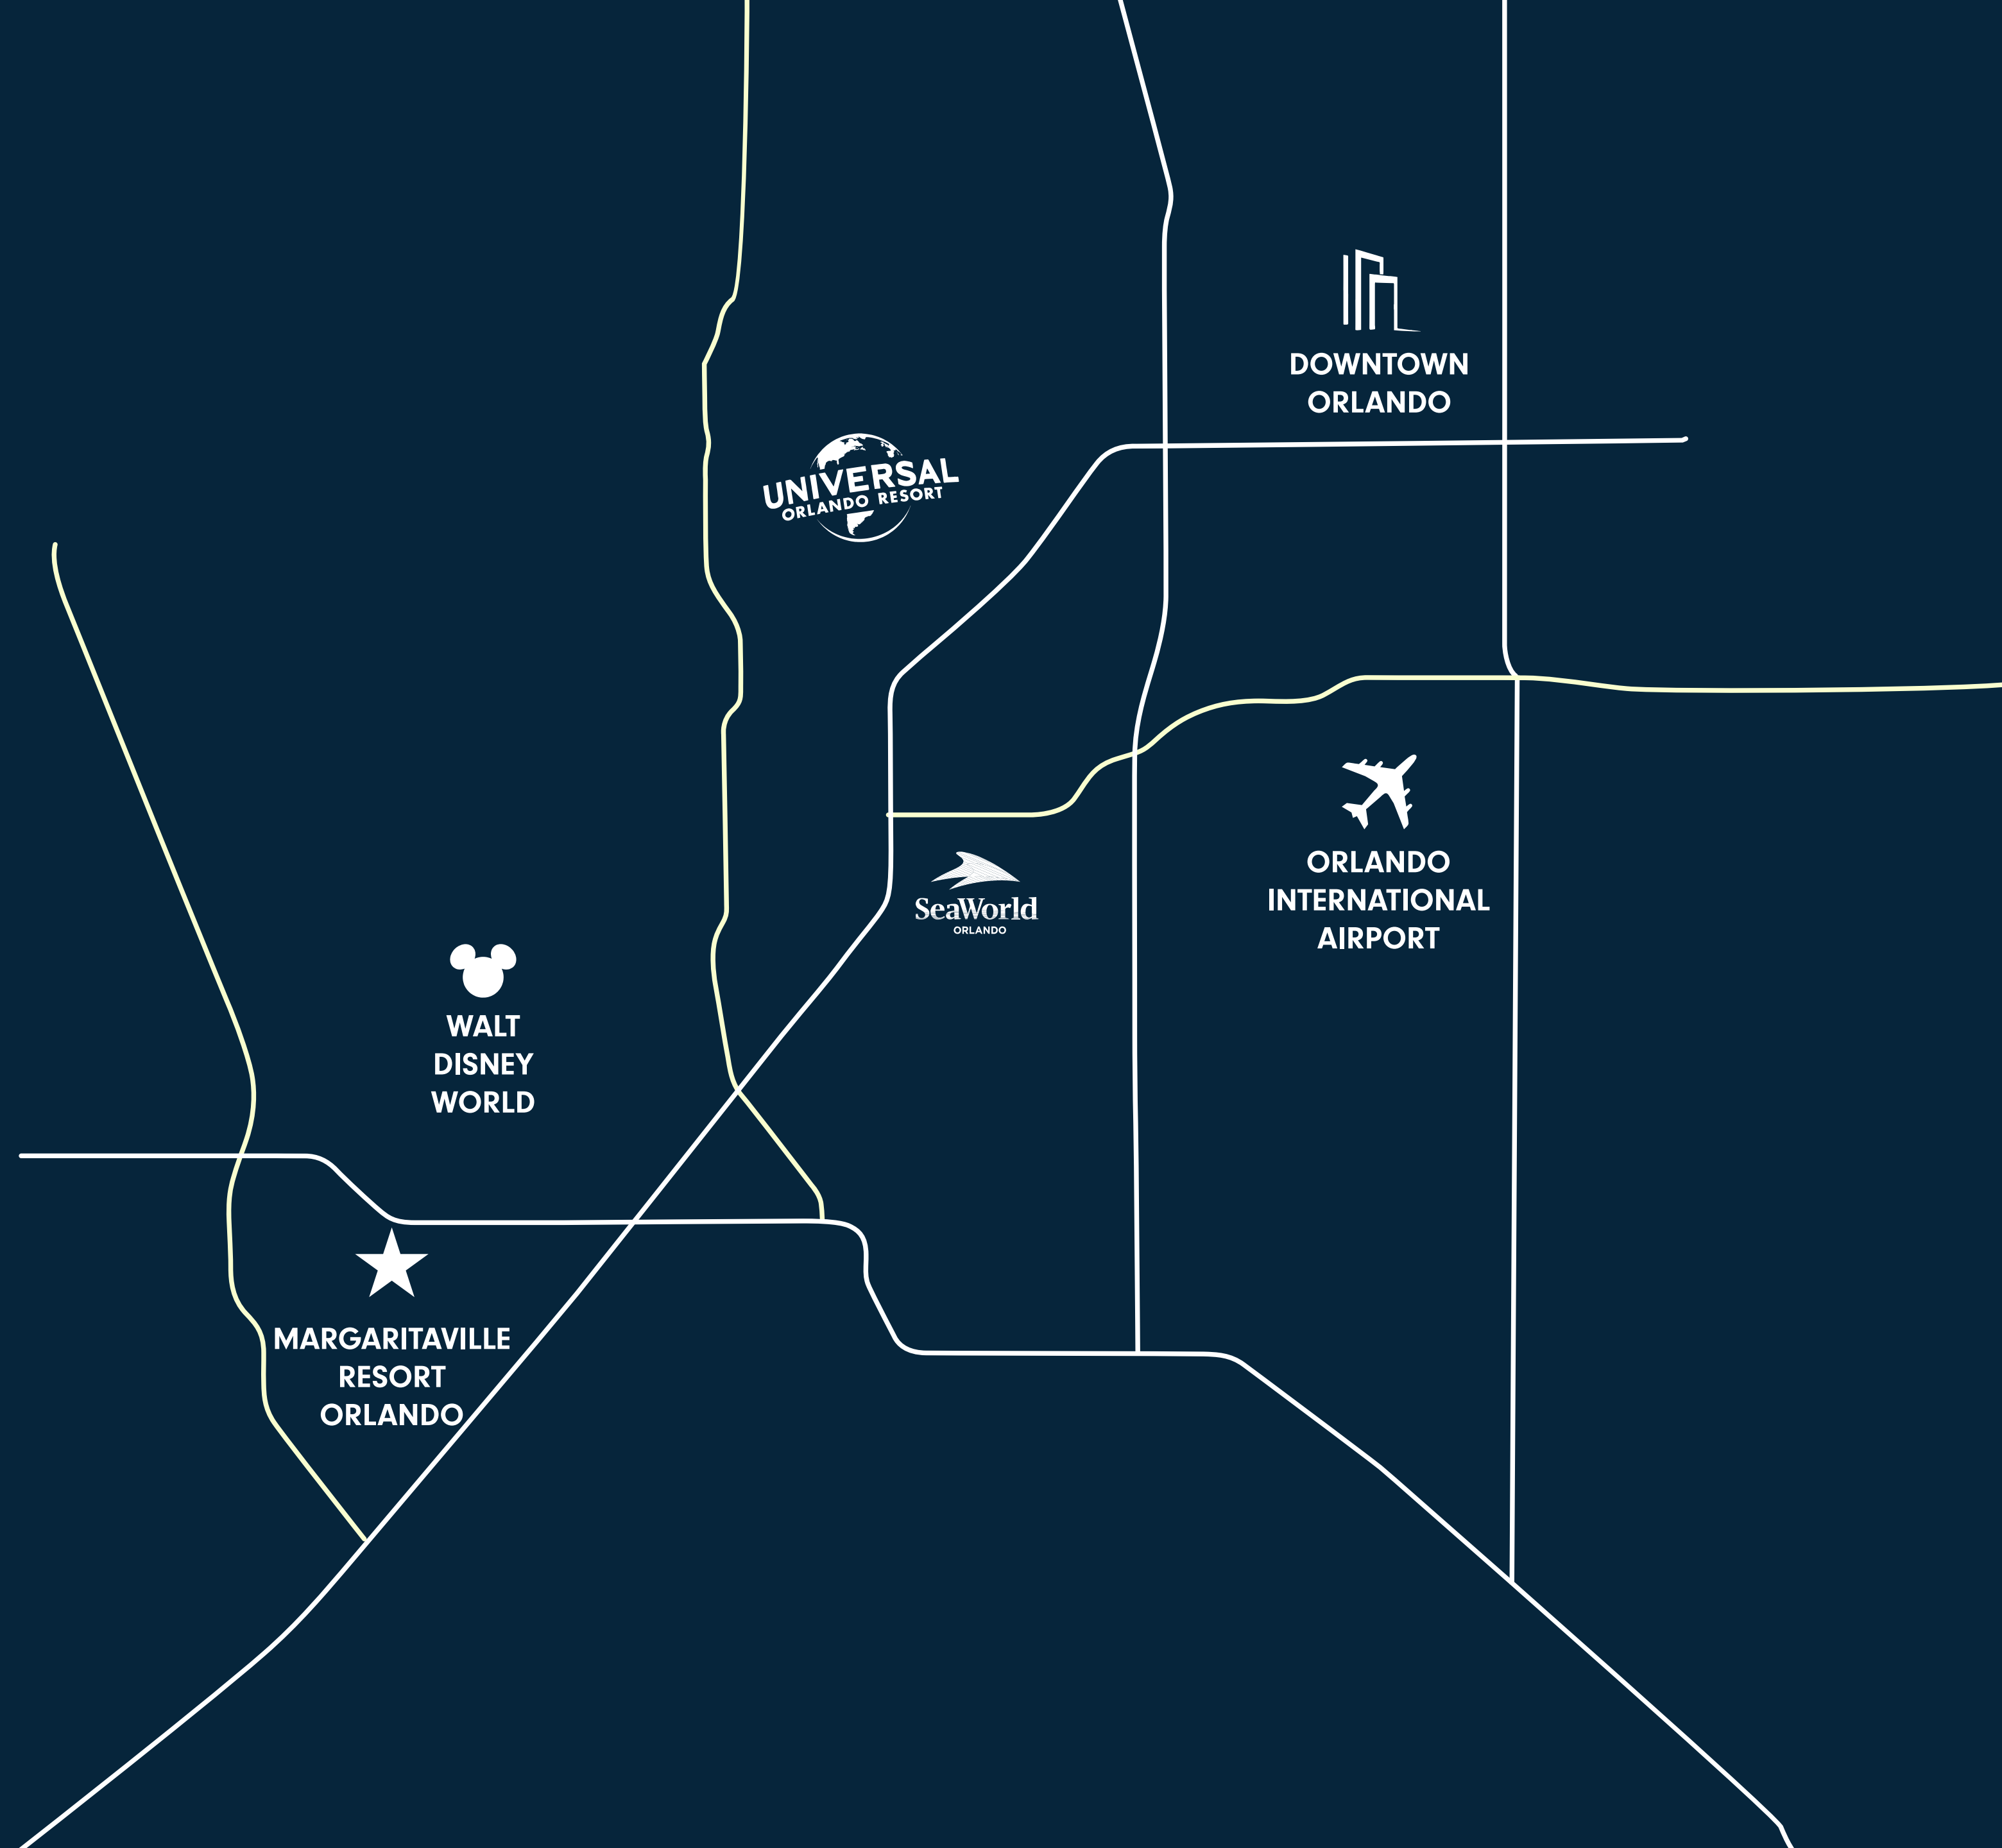 DOWNTOWN
ORLANDO
UNIVERSAL
ORLANDO RESORT
ORLANDO
INTERNATIONAL
AIRPORT
SeaWorld
ORLANDO
WALT
DISNEY
WORLD
MARGARITAVILLE
RESORT
ORLANDO